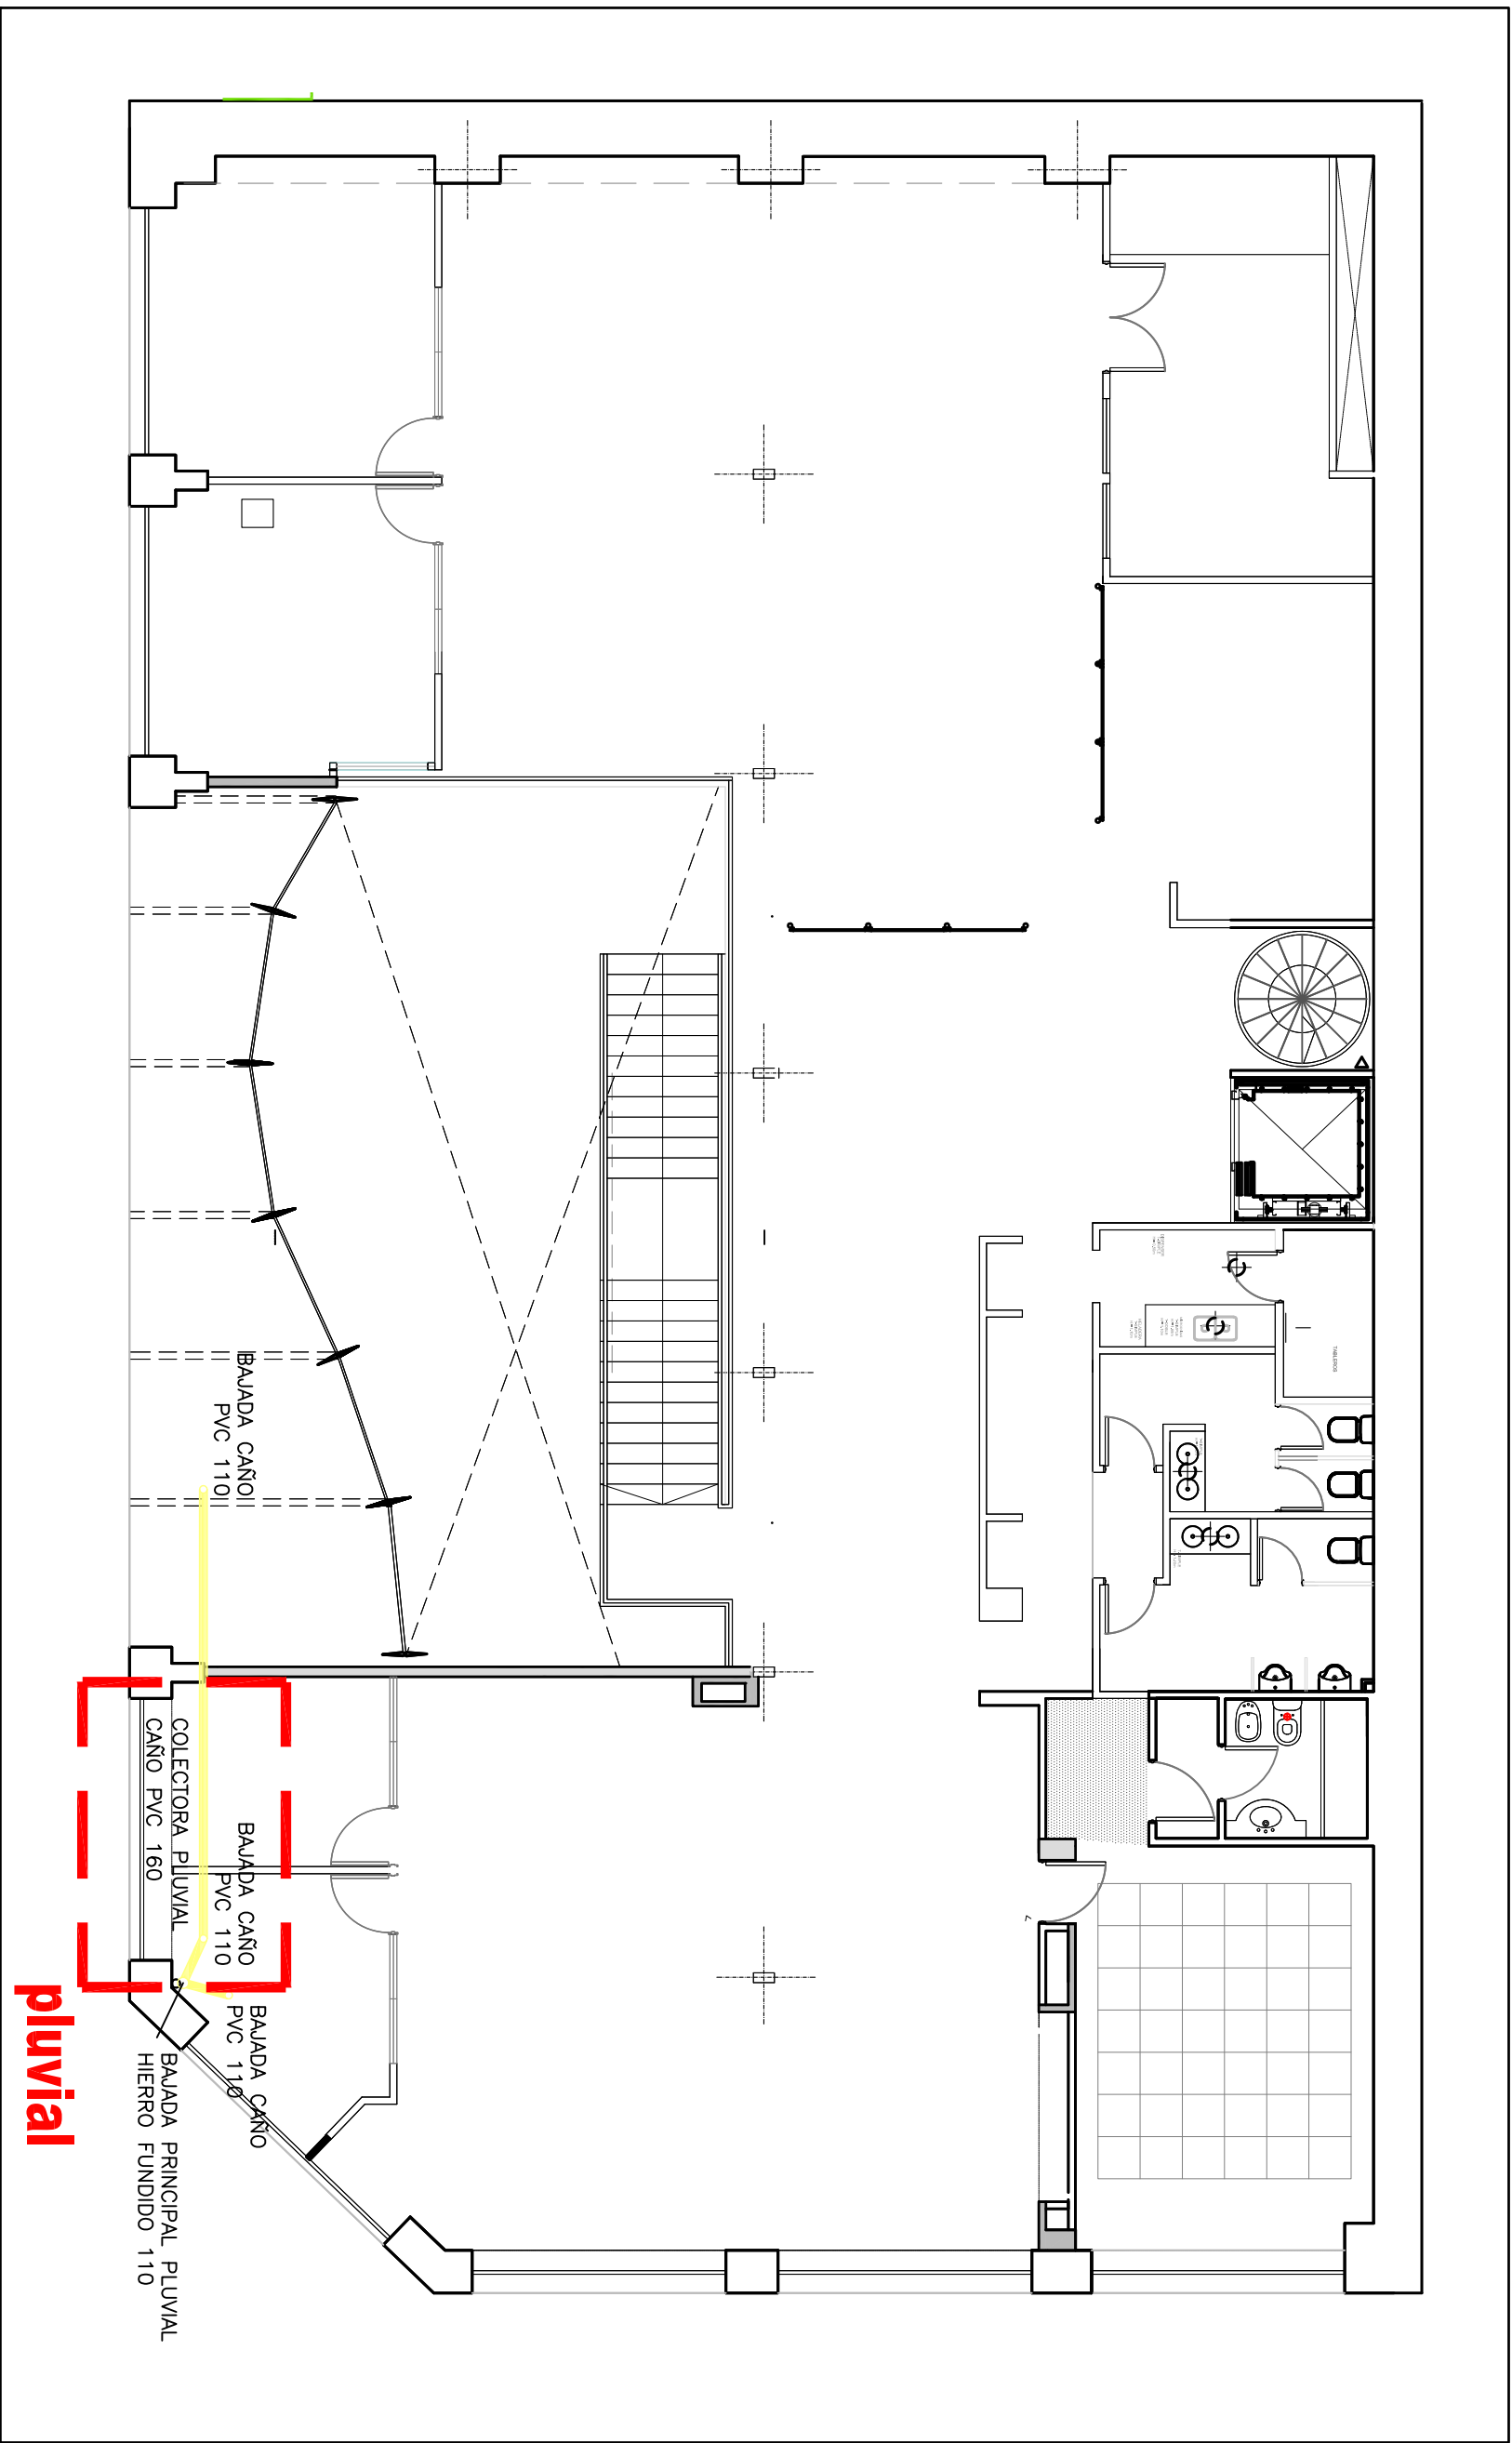 TABLEROS
BAJADA CAÑO
PVC 110
COLECTORA PLUVIAL
CAÑO PVC 160
BAJADA CAÑO
PVC 110
BAJADA CAÑO
PVC 110
BAJADA PRINCIPAL PLUVIAL
HIERRO FUNDIDO 110
pluvial